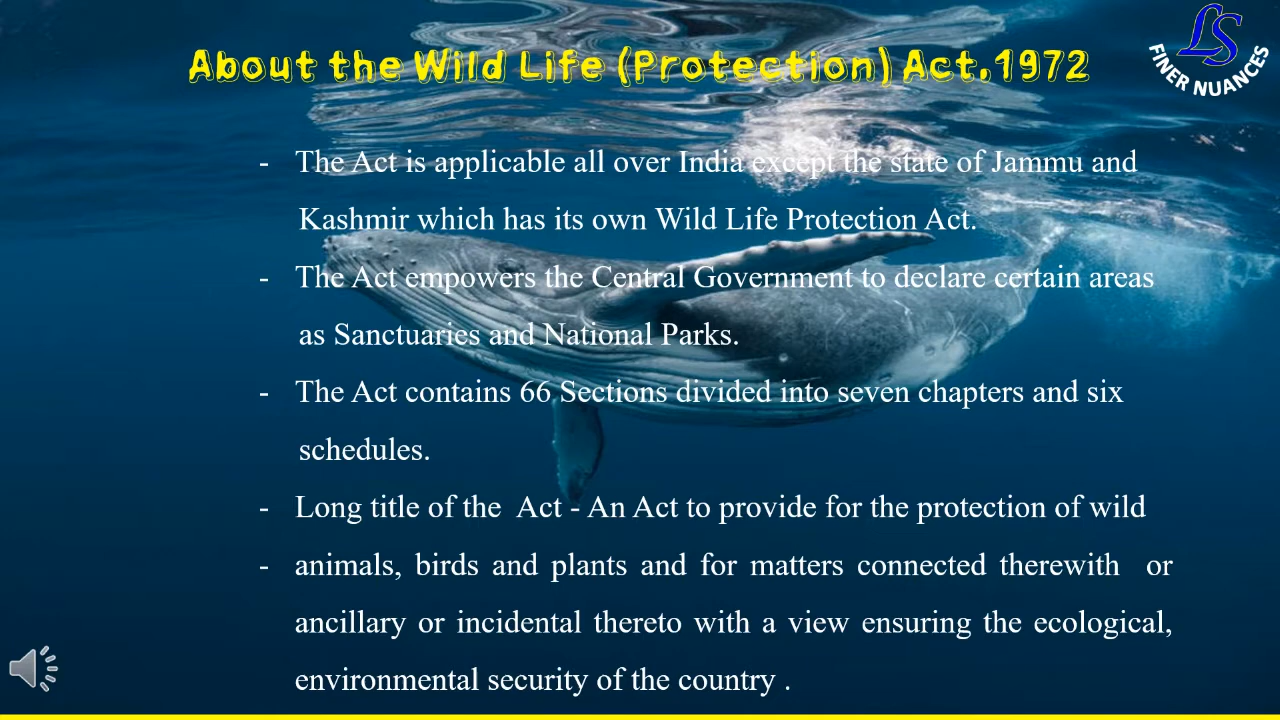 About the Wild Life (Protection) Act,1972
LS
FINER NUANCES
- The Act is applicable all over India except the state of Jammu and
Kashmir which has its own Wild Life Protection Act.
- The Act empowers the Central Government to declare certain areas
as Sanctuaries and National Parks.
- The Act contains 66 Sections divided into seven chapters and six
schedules.
- Long title of the Act - An Act to provide for the protection of wild
- animals, birds and plants and for matters connected therewith or
ancillary or incidental thereto with a view ensuring the ecological,
environmental security of the country .